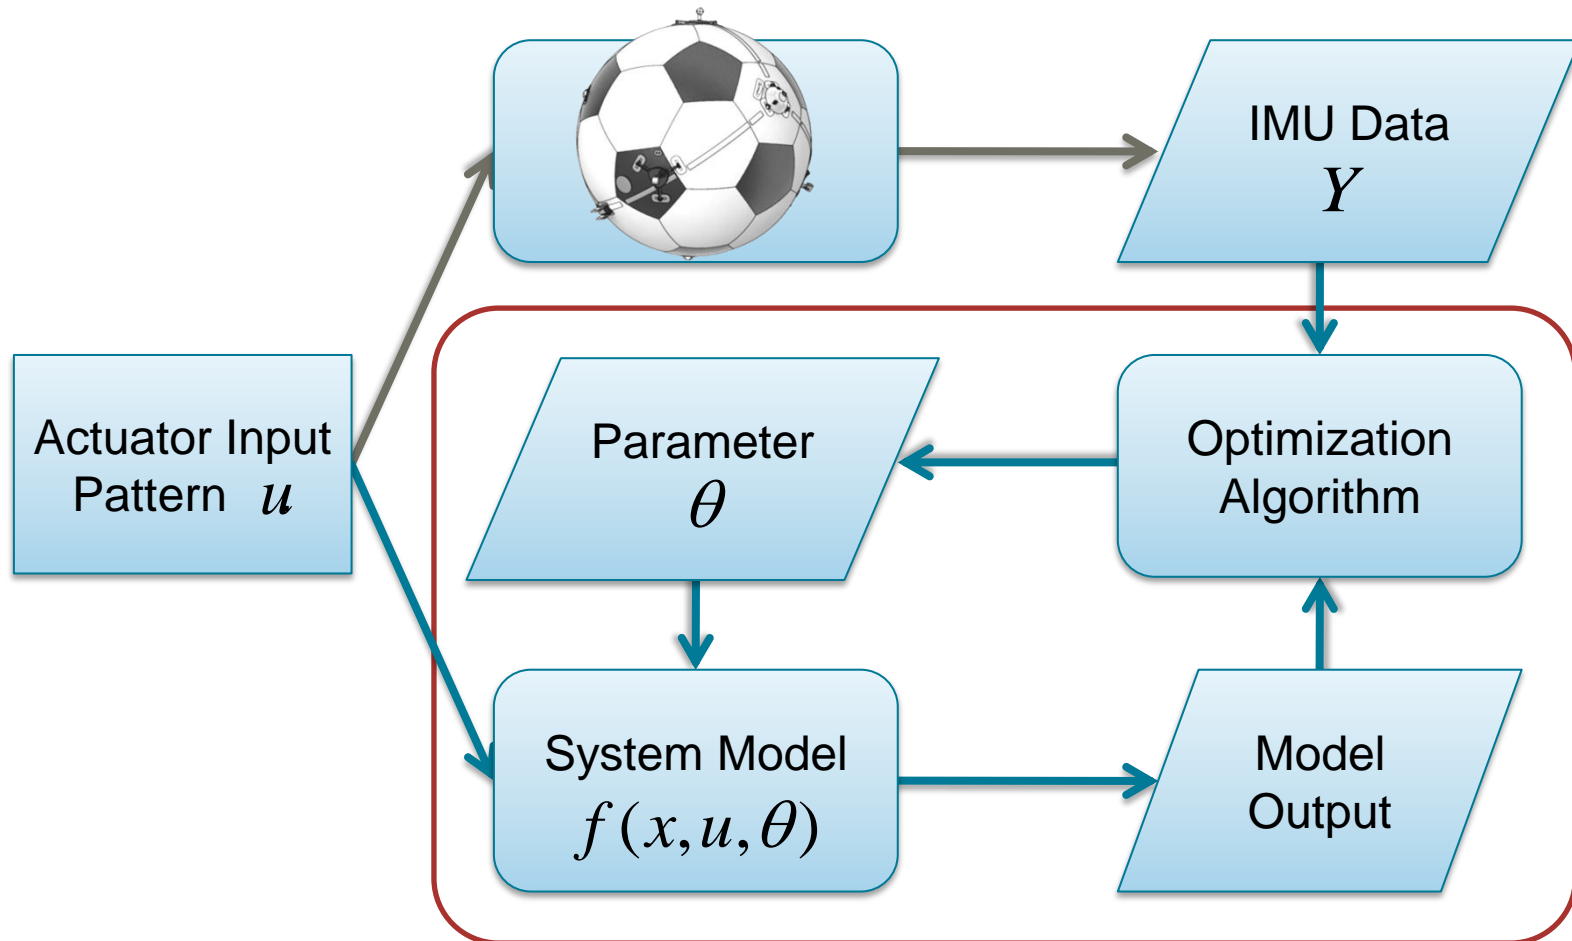 IMU Data
Y
Actuator Input
Pattern u
Parameter
θ
Optimization
Algorithm
System Model
f(x,u,θ)
Model
Output